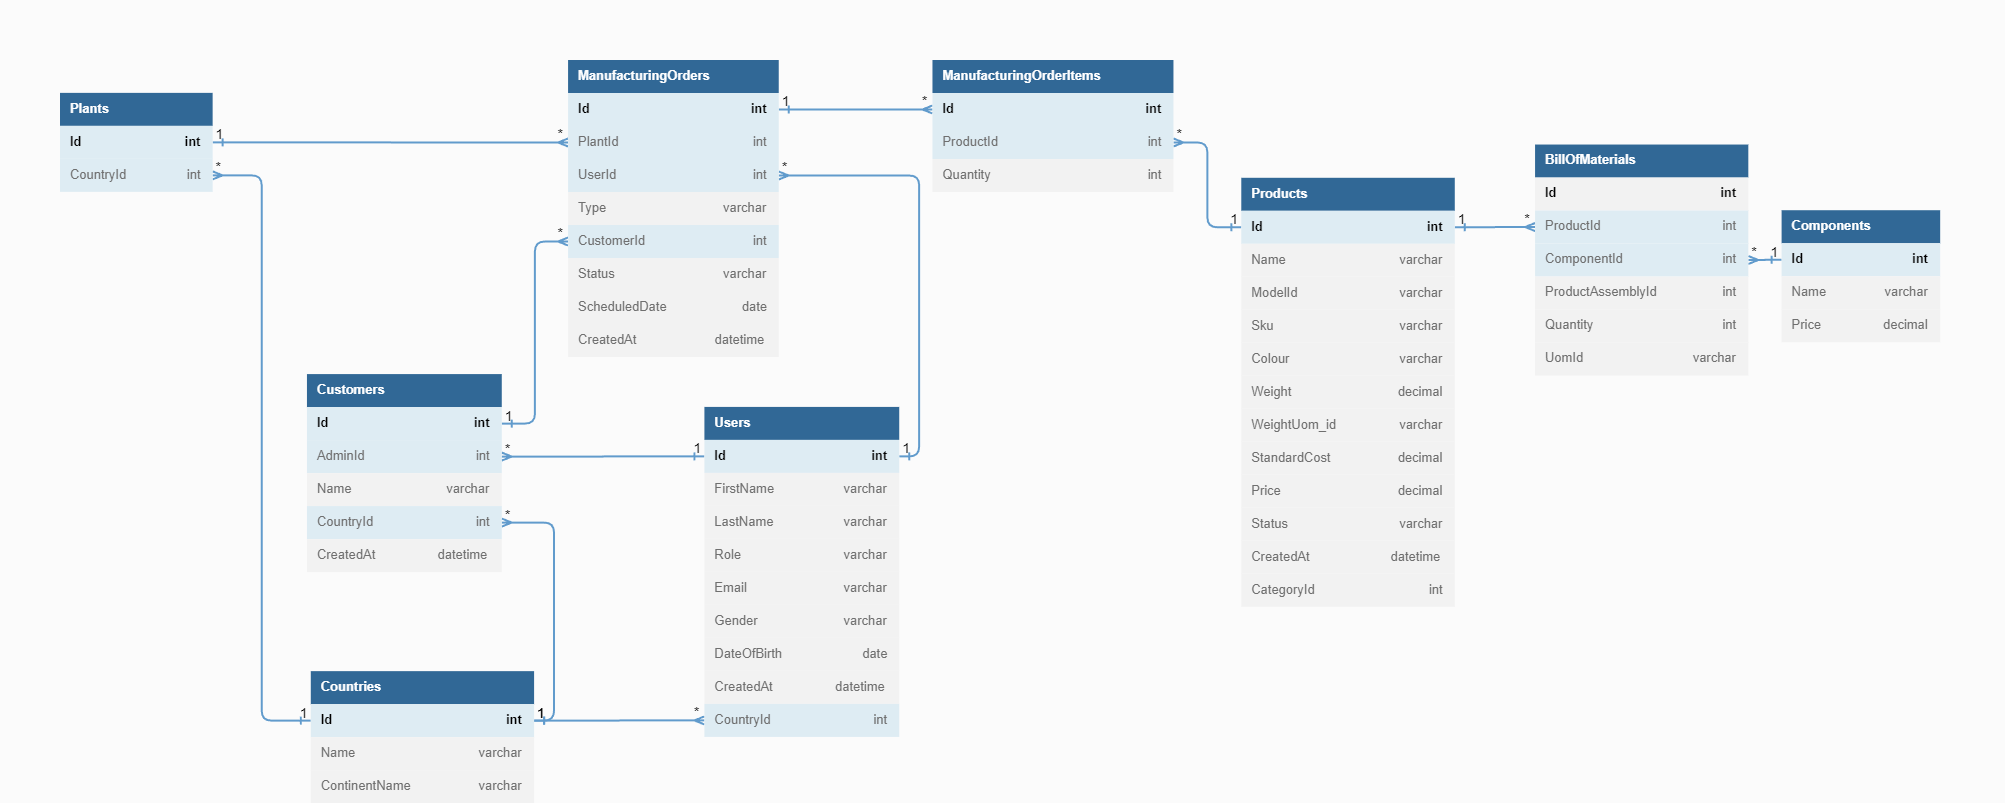 Plants
Id int
CountryId int
1
*
ManufacturingOrders
Id int
PlantId int
UserId int
Type varchar
CustomerId int
Status varchar
ScheduledDate date
CreatedAt datetime
*
*
1
*
ManufacturingOrderItems
Id int
ProductId int
Quantity int
*
*
Products
Id int
Name varchar
ModelId varchar
Sku varchar
Colour varchar
Weight decimal
WeightUom_id varchar
StandardCost decimal
Price decimal
Status varchar
CreatedAt datetime
CategoryId int
1
1
BillOfMaterials
Id int
ProductId int
ComponentId int
ProductAssemblyId int
Quantity int
UomId varchar
*
*
Components
Id int
Name varchar
Price decimal
1
Customers
Id int
AdminId int
Name varchar
CountryId int
CreatedAt datetime
1
*
*
Users
Id int
FirstName varchar
LastName varchar
Role varchar
Email varchar
Gender varchar
DateOfBirth date
CreatedAt datetime
CountryId int
1
1
*
Countries
Id int
Name varchar
ContinentName varchar
1
1